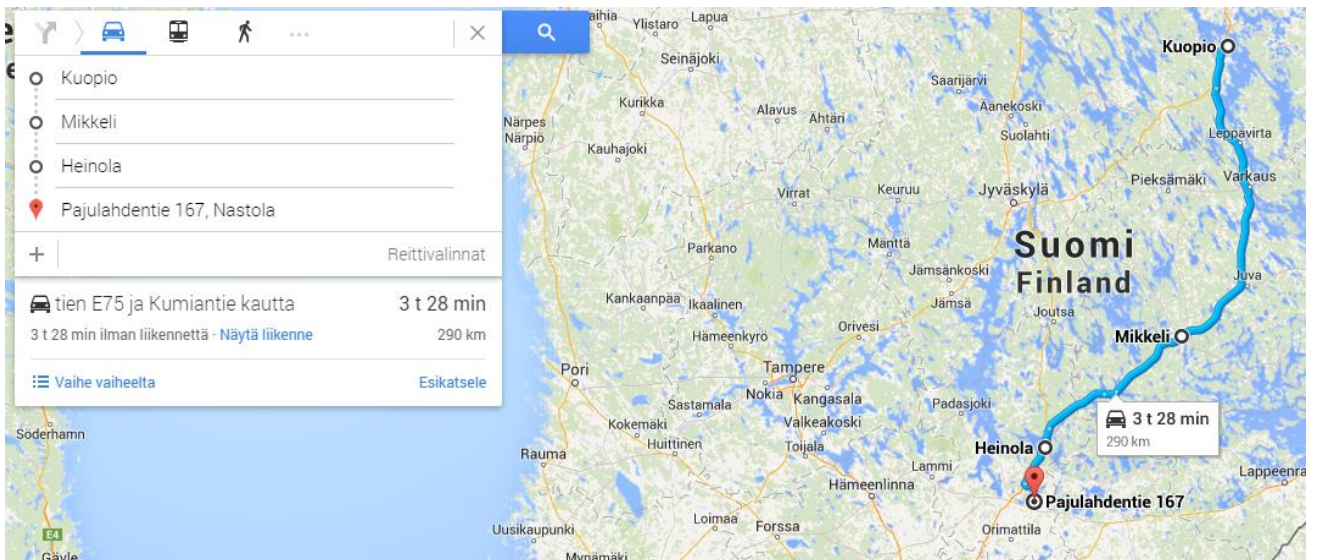 Kuopio
Mikkeli
Heinola
Pajulahdentie 167, Nastola
Reittivalinnat
tien E75 ja Kumiantie kautta 3 t 28 min
3 t 28 min ilman liikennettä · Näytä liikenne 290 km
Vaihe vaiheelta Esikatsele
Söderhamn
E4
Gävle
Ylistaro
Lapua
Seinäjoki
Kurikka
Alavus
Ähtäri
Närpes
Närpiö
Kauhajoki
Virrat
Keuruu
Saarijärvi
Äänekoski
Suolahti
Jyväskylä
Kuopio
Leppävirta
Pieksämäki
Varkaus
Parkano
Mänttä
Suomi
Finland
Jämsänkoski
Jämsä
Joutsa
Juva
Kankaanpää
Ikaalinen
Hämeenkyrö
Orivesi
Mikkeli
Pori
Tampere
Nokia
Kangasala
Sastamala
Valkeakoski
Padasjoki
3 t 28 min
290 km
Kokemäki
Huittinen
Toijala
Rauma
Heinola
Lammi
Hämeenlinna
Lappeenra
Pajulahdentie 167
Uusikaupunki
Loimaa
Forssa
Orimattila
Mynämäki